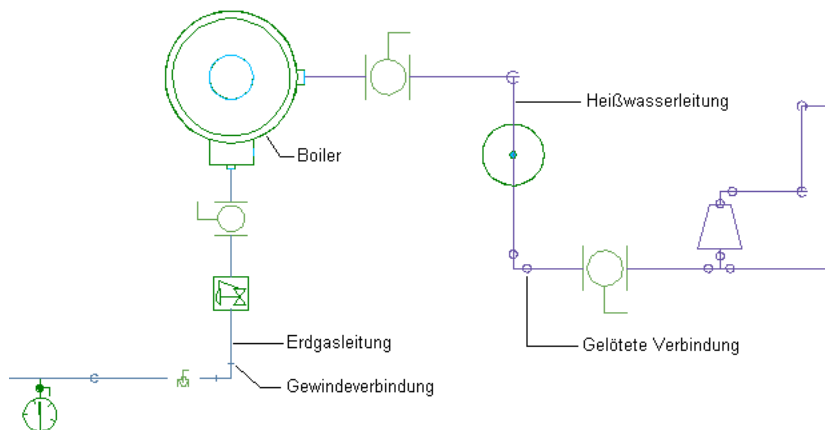 Heißwasserleitung
Boiler
Erdgasleitung
Gelötete Verbindung
Gewindeverbindung